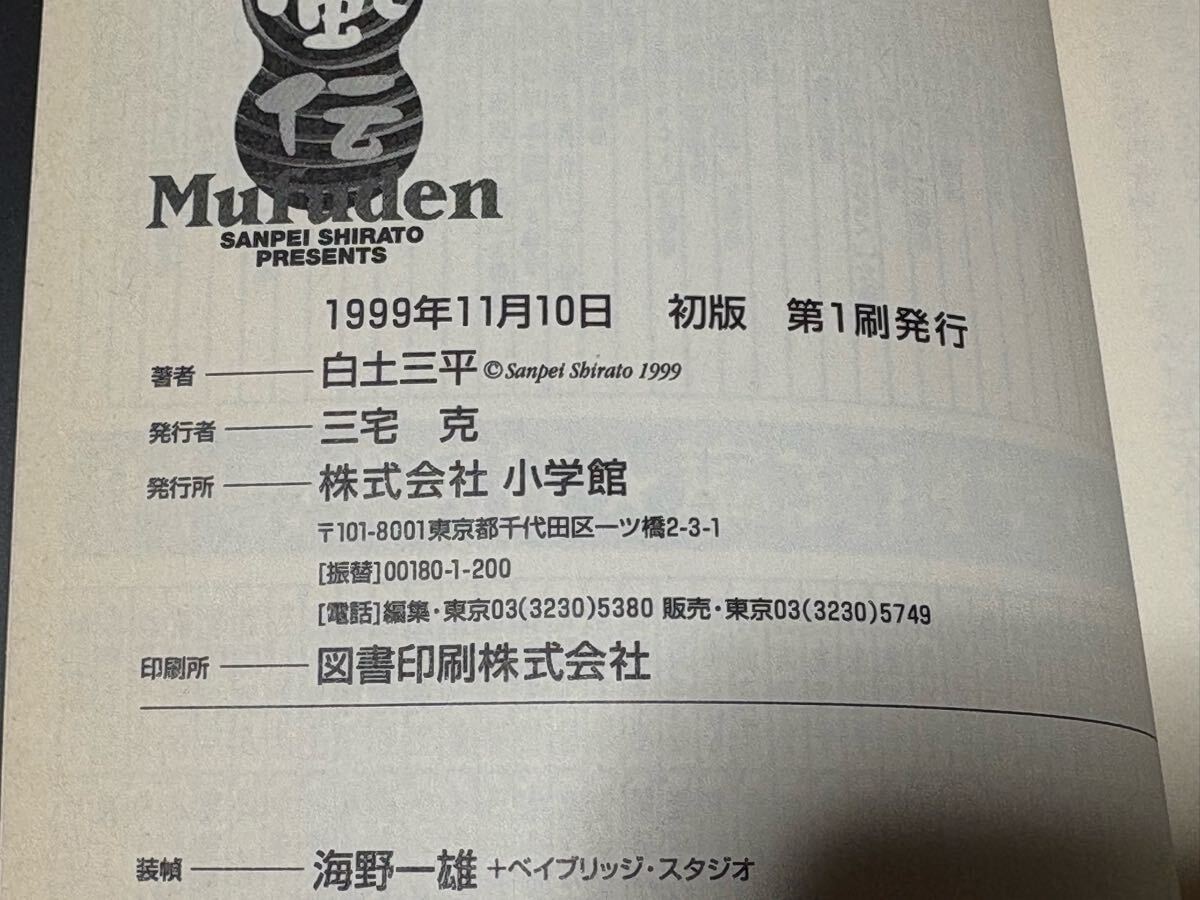 風
伝
Mufuden
SANPEI SHIRATO
PRESENTS
1999年11月10日 初版 第1刷発行
著者 白土三平 ©Sanpei Shirato 1999
発行者 三宅 克
発行所 株式会社 小学館
〒101-8001東京都千代田区一ツ橋2-3-1
[振替]00180-1-200
[電話]編集・東京03(3230)5380 販売・東京03(3230)5749
印刷所 図書印刷株式会社
装幀 海野一雄 +ベイブリッジ・スタジオ